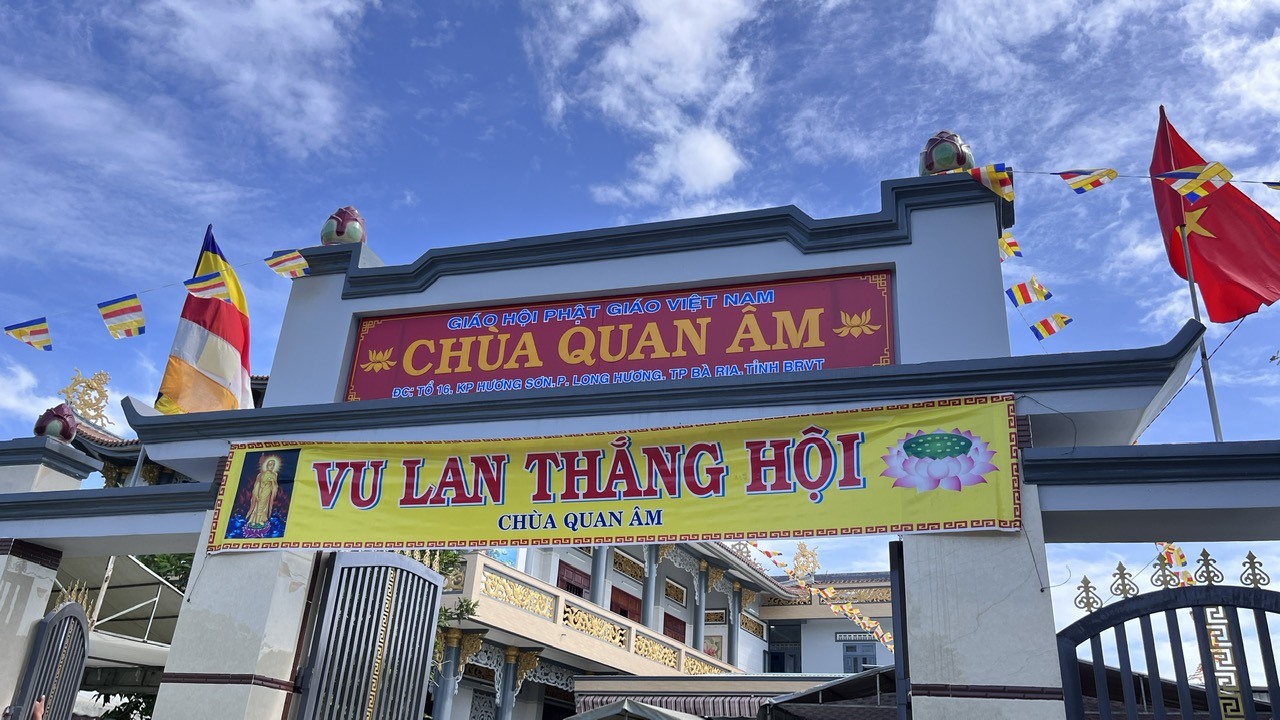 GIÁO HỘI PHẬT GIÁO VIỆT NAM
CHÙA QUAN ÂM
ĐC: TỔ 16, KP HƯƠNG SƠN, P. LONG HƯƠNG, TP BÀ RỊA, TỈNH BRVT
VU LAN THẮNG HỘI
CHÙA QUAN ÂM